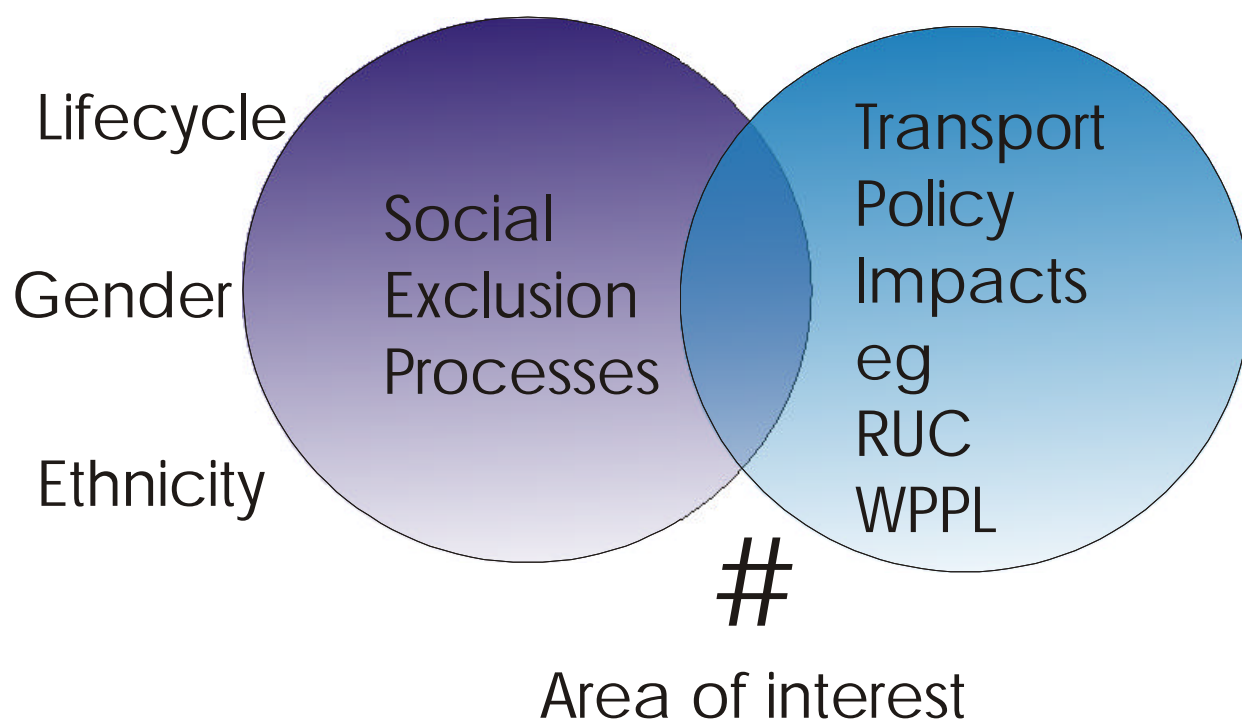 Lifecycle
Gender
Ethnicity
Social
Exclusion
Processes
Transport
Policy
Impacts
eg
RUC
WPPL
#
Area of interest